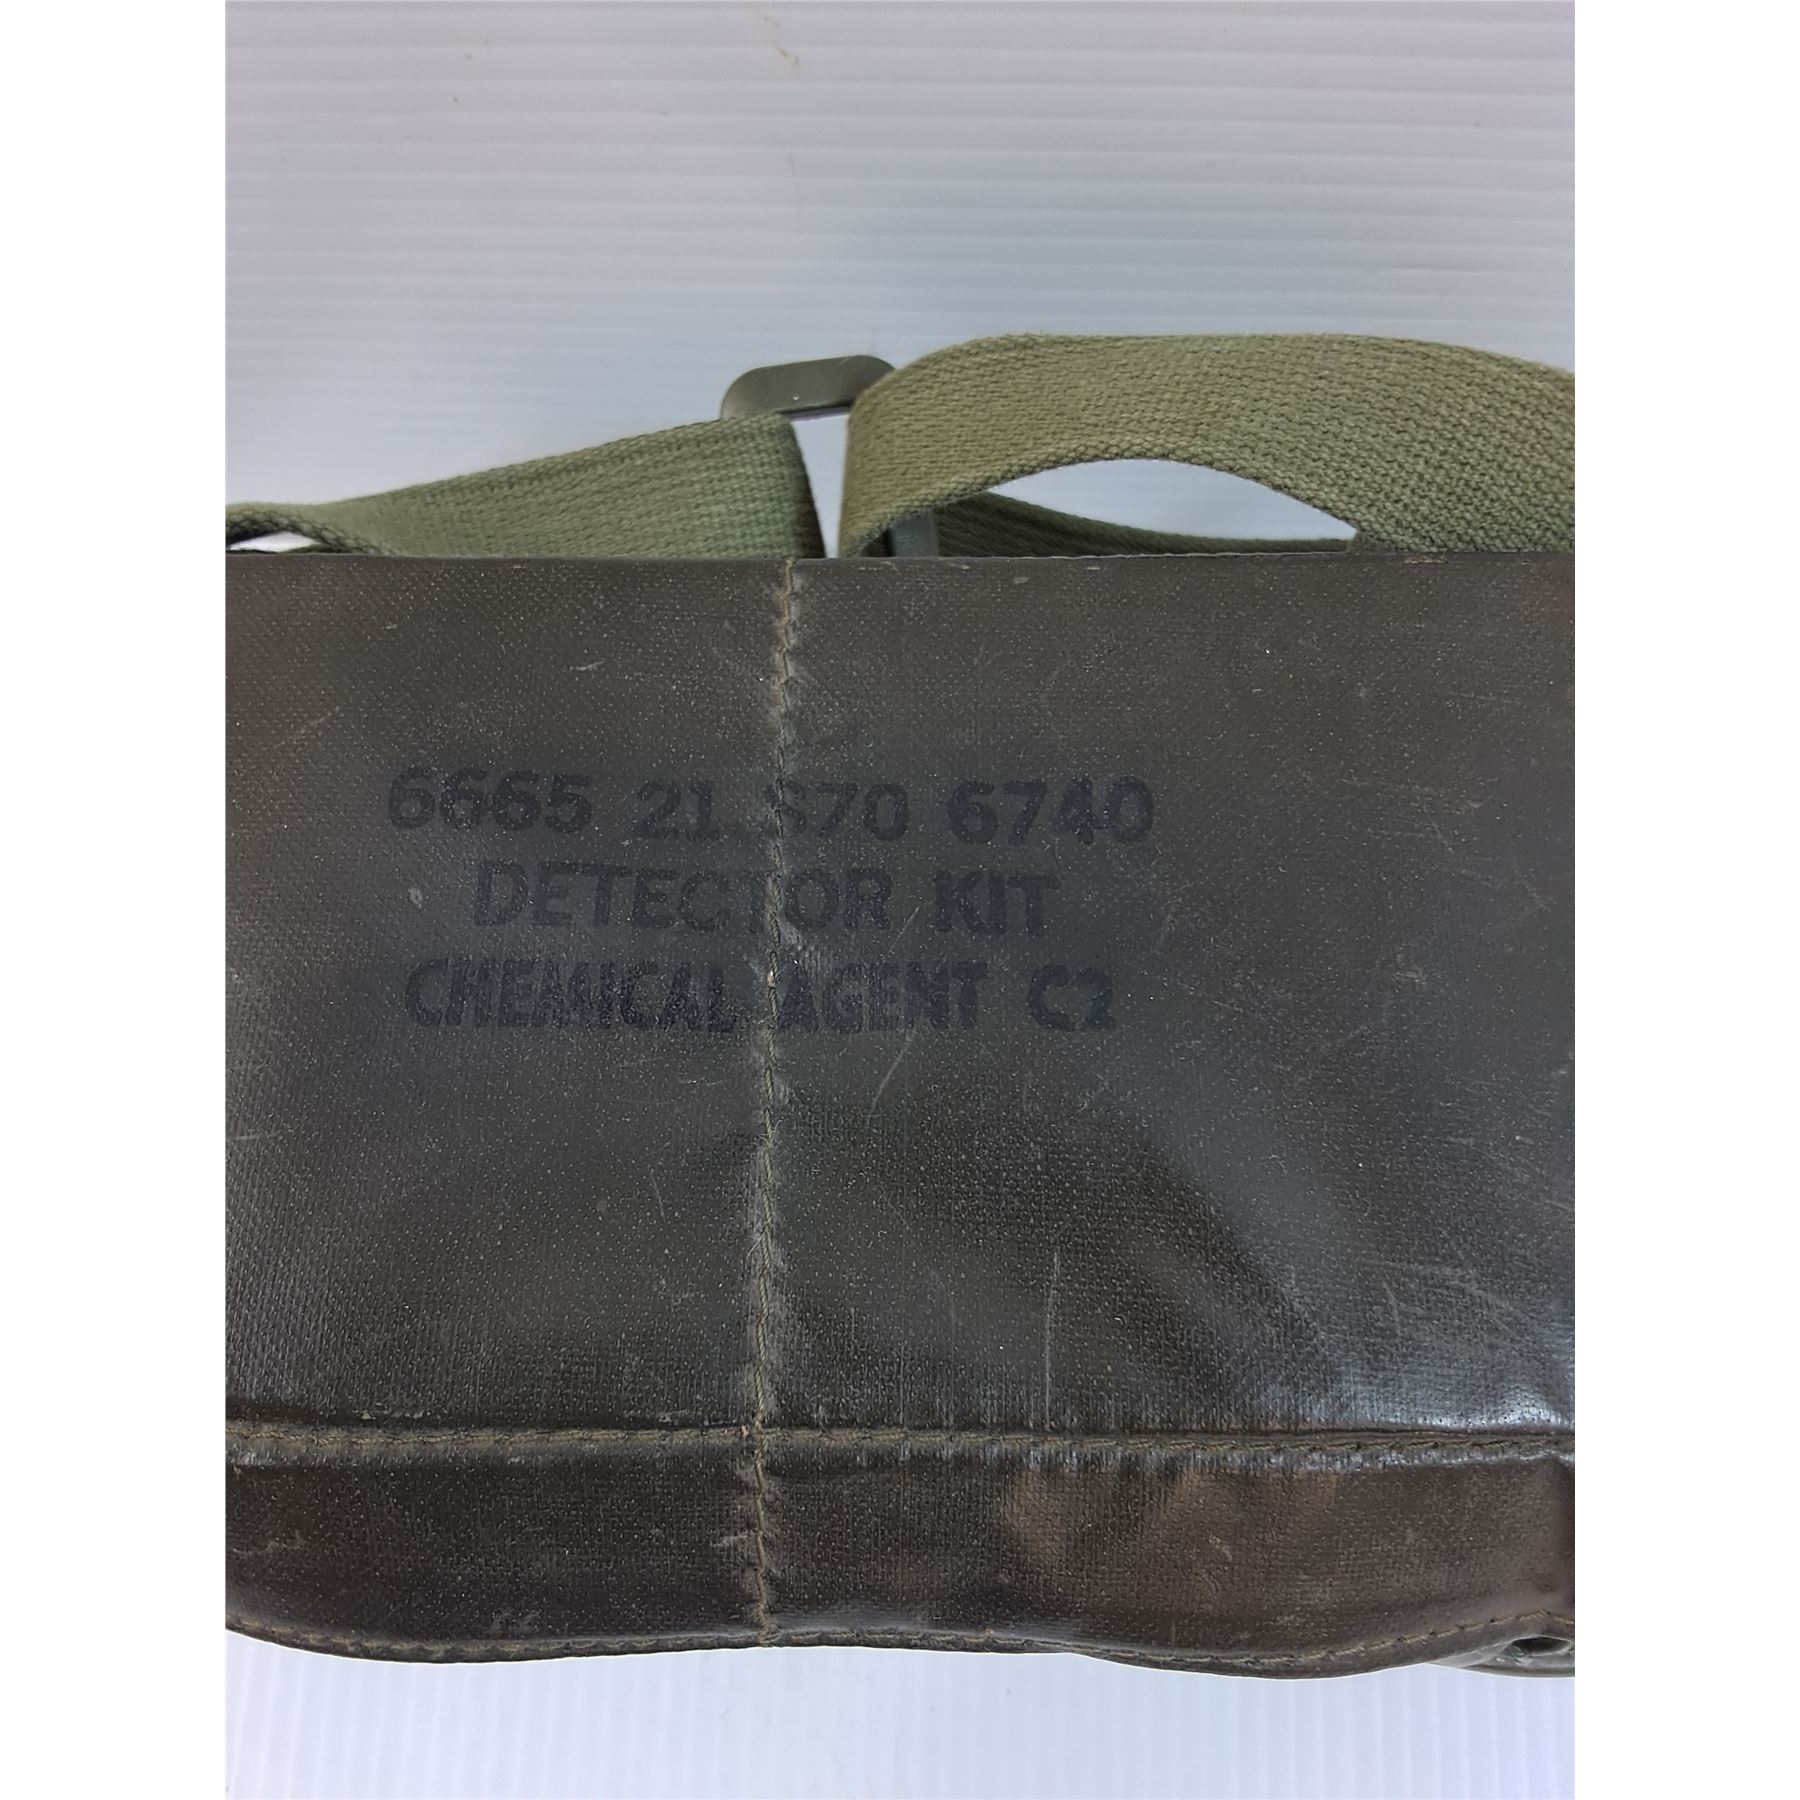 6665 21 870 6740
DETECTOR KIT
CHEMICAL AGENT C2